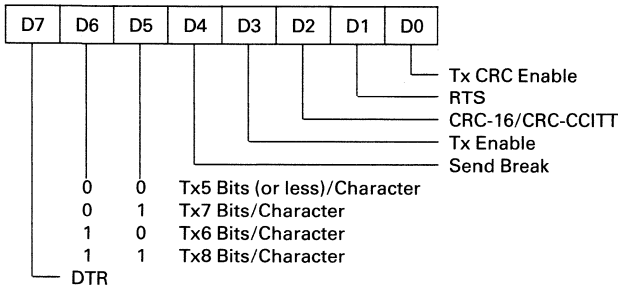 D7 D6 D5 D4 D3 D2 D1 D0
Tx CRC Enable
RTS
CRC-16/CRC-CCITT
Tx Enable
Send Break
0 0 Tx5 Bits (or less)/Character
0 1 Tx7 Bits/Character
1 0 Tx6 Bits/Character
1 1 Tx8 Bits/Character
DTR